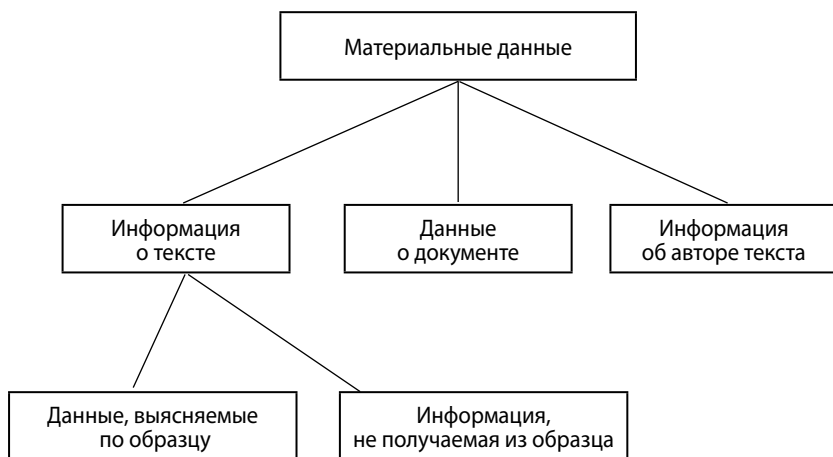 Материальные данные
Информация
о тексте
Данные
о документе
Информация
об авторе текста
Данные, выясняемые
по образцу
Информация,
не получаемая из образца